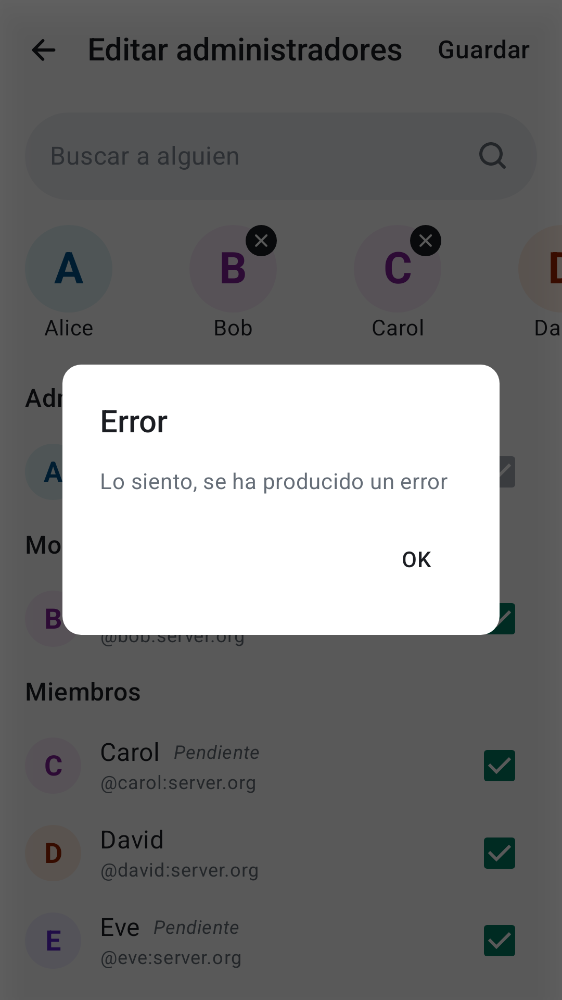 Editar administradores
Guardar
Buscar a alguien
A
B
C
D
Alice
Bob
Carol
Da
Adr
Error
A
Lo siento, se ha producido un error
Mo
OK
B
@bob:server.org
Miembros
C
Carol Pendiente
@carol:server.org
D
David
@david:server.org
E
Eve Pendiente
@eve:server.org